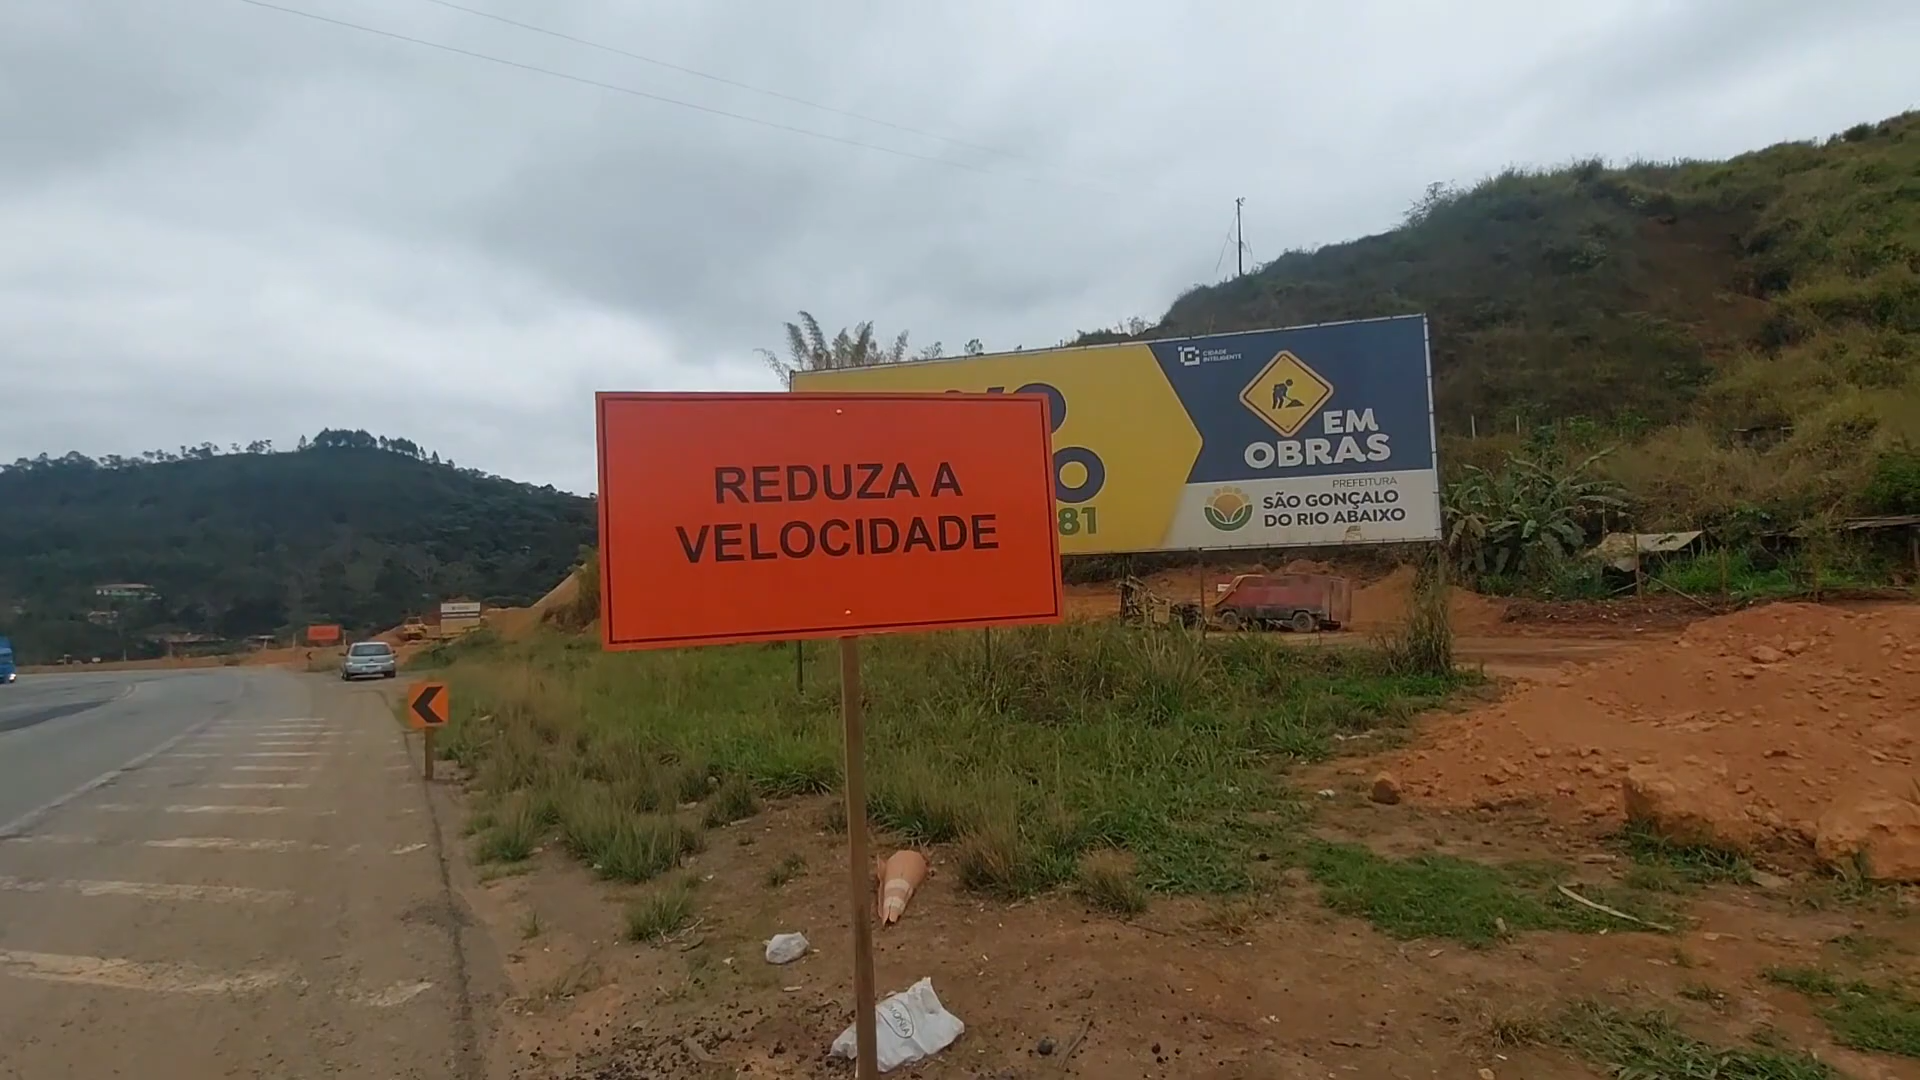 REDUZA A
VELOCIDADE
81
CIDADE
INTELIGENTE
EM
OBRAS
PREFEITURA
SÃO GONÇALO
DO RIO ABAIXO